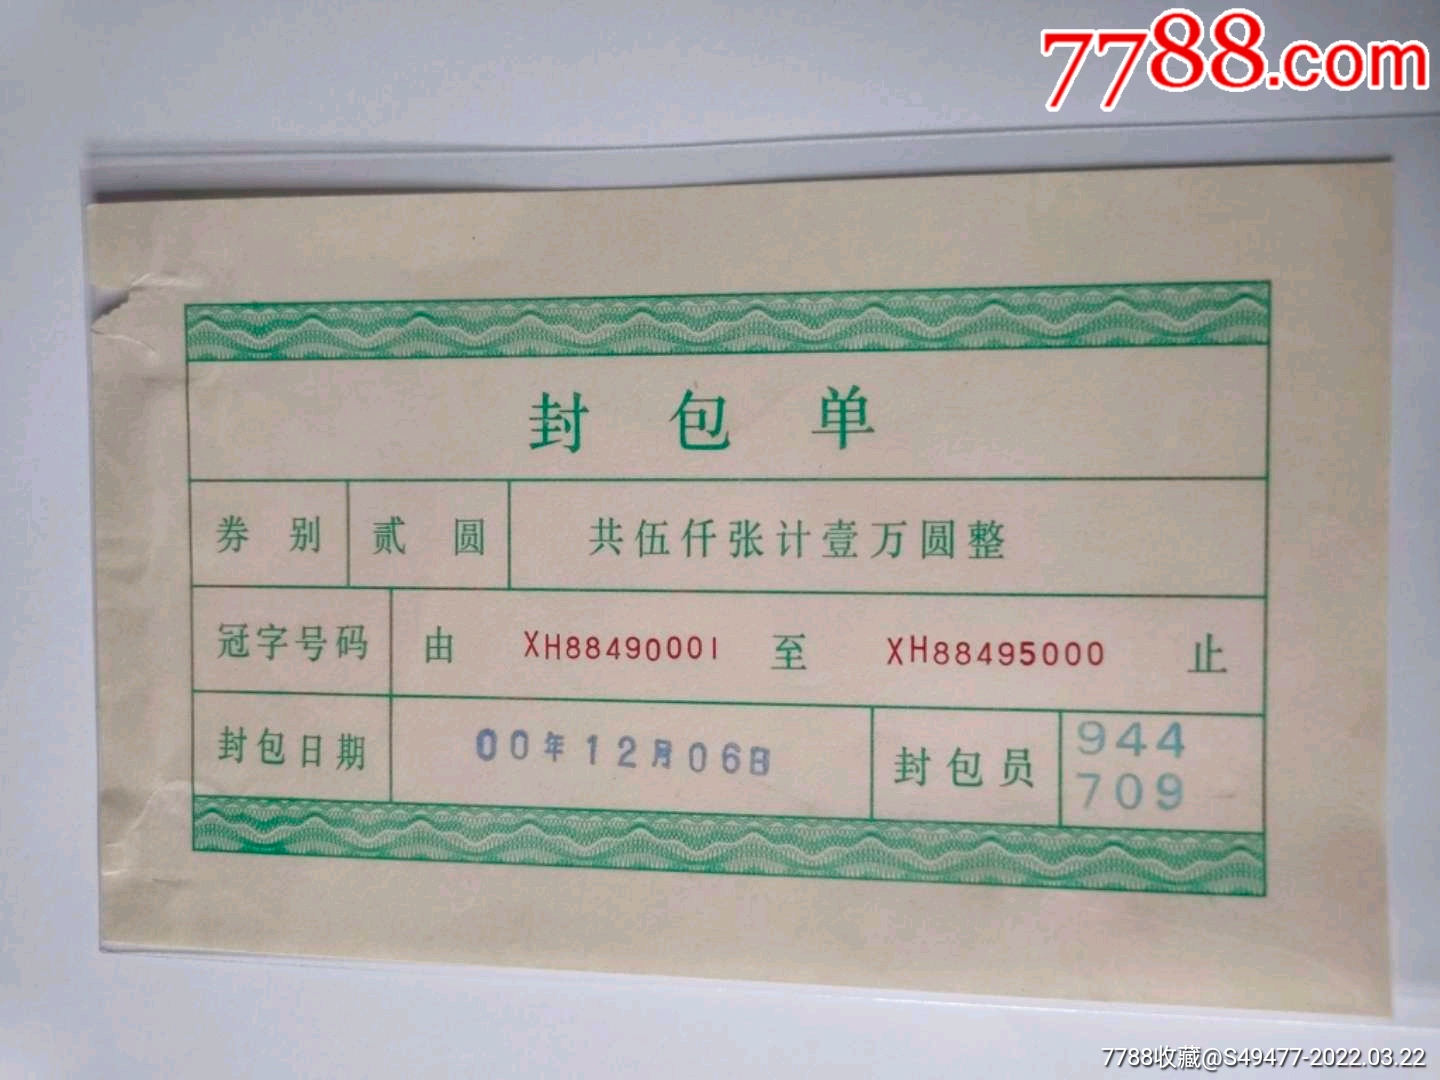 7788.com
封包单
券别 贰圆 共伍仟张计壹万圆整
冠字号码 由 XH88490001 至 XH88495000 止
封包日期 00年12月06日 封包员 944
709
7788收藏@S49477-2022.03.22